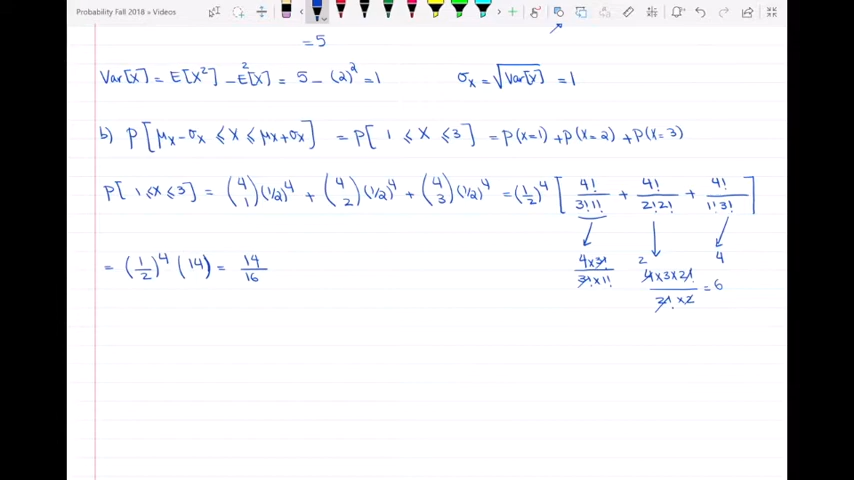 Probability Fall 2018 » Videos
= 5
Var[X] = E[X²] - E²[X] = 5 - (2)² = 1 σx = √Var[X] = 1
b) P[μx - σx ≤ X ≤ μx + σx] = P[1 ≤ X ≤ 3] = P(X=1) + P(X=2) + P(X=3)
P[1 ≤ X ≤ 3] = (4 1)(1/2)⁴ + (4 2)(1/2)⁴ + (4 3)(1/2)⁴ = (1/2)⁴ [4!/3!1! + 4!/2!2! + 4!/1!3!]
= (1/2)⁴ (14) = 14/16
4×3!/3!×1!
2
4×3×2!/2!×2 = 6
4